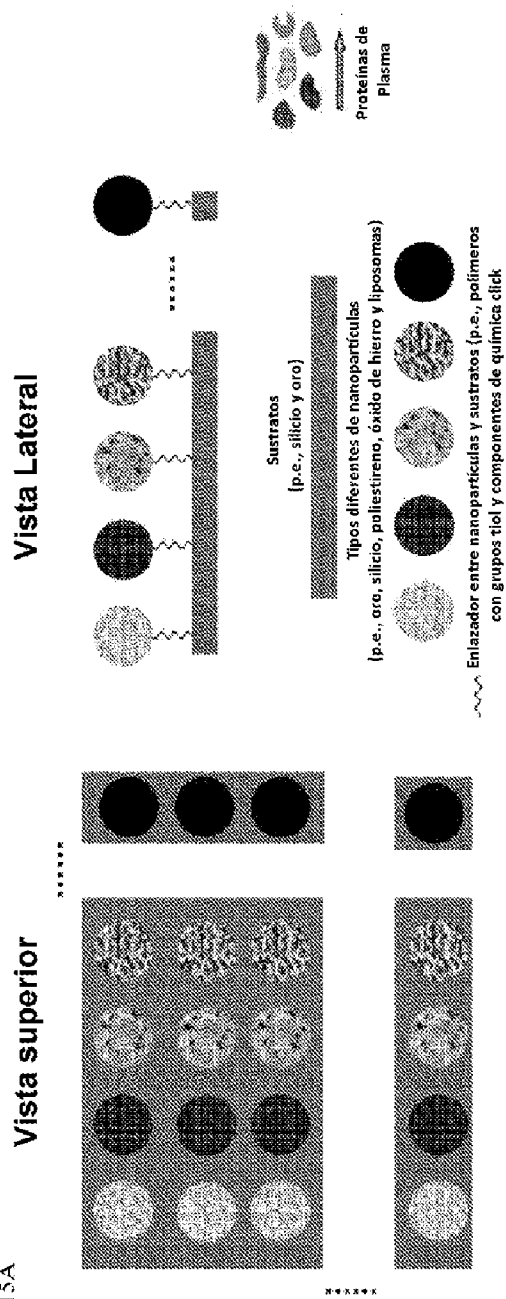 15A
Vista superior
Vista Lateral
Sustratos
(p.e., silicio y oro)
Tipos diferentes de nanopartículas
(p.e., oro, silicio, poliestireno, óxido de hierro y liposomas)
Enlazador entre nanopartículas y sustratos (p.e., polímeros
con grupos tiol y componentes de química click
Proteínas de
Plasma